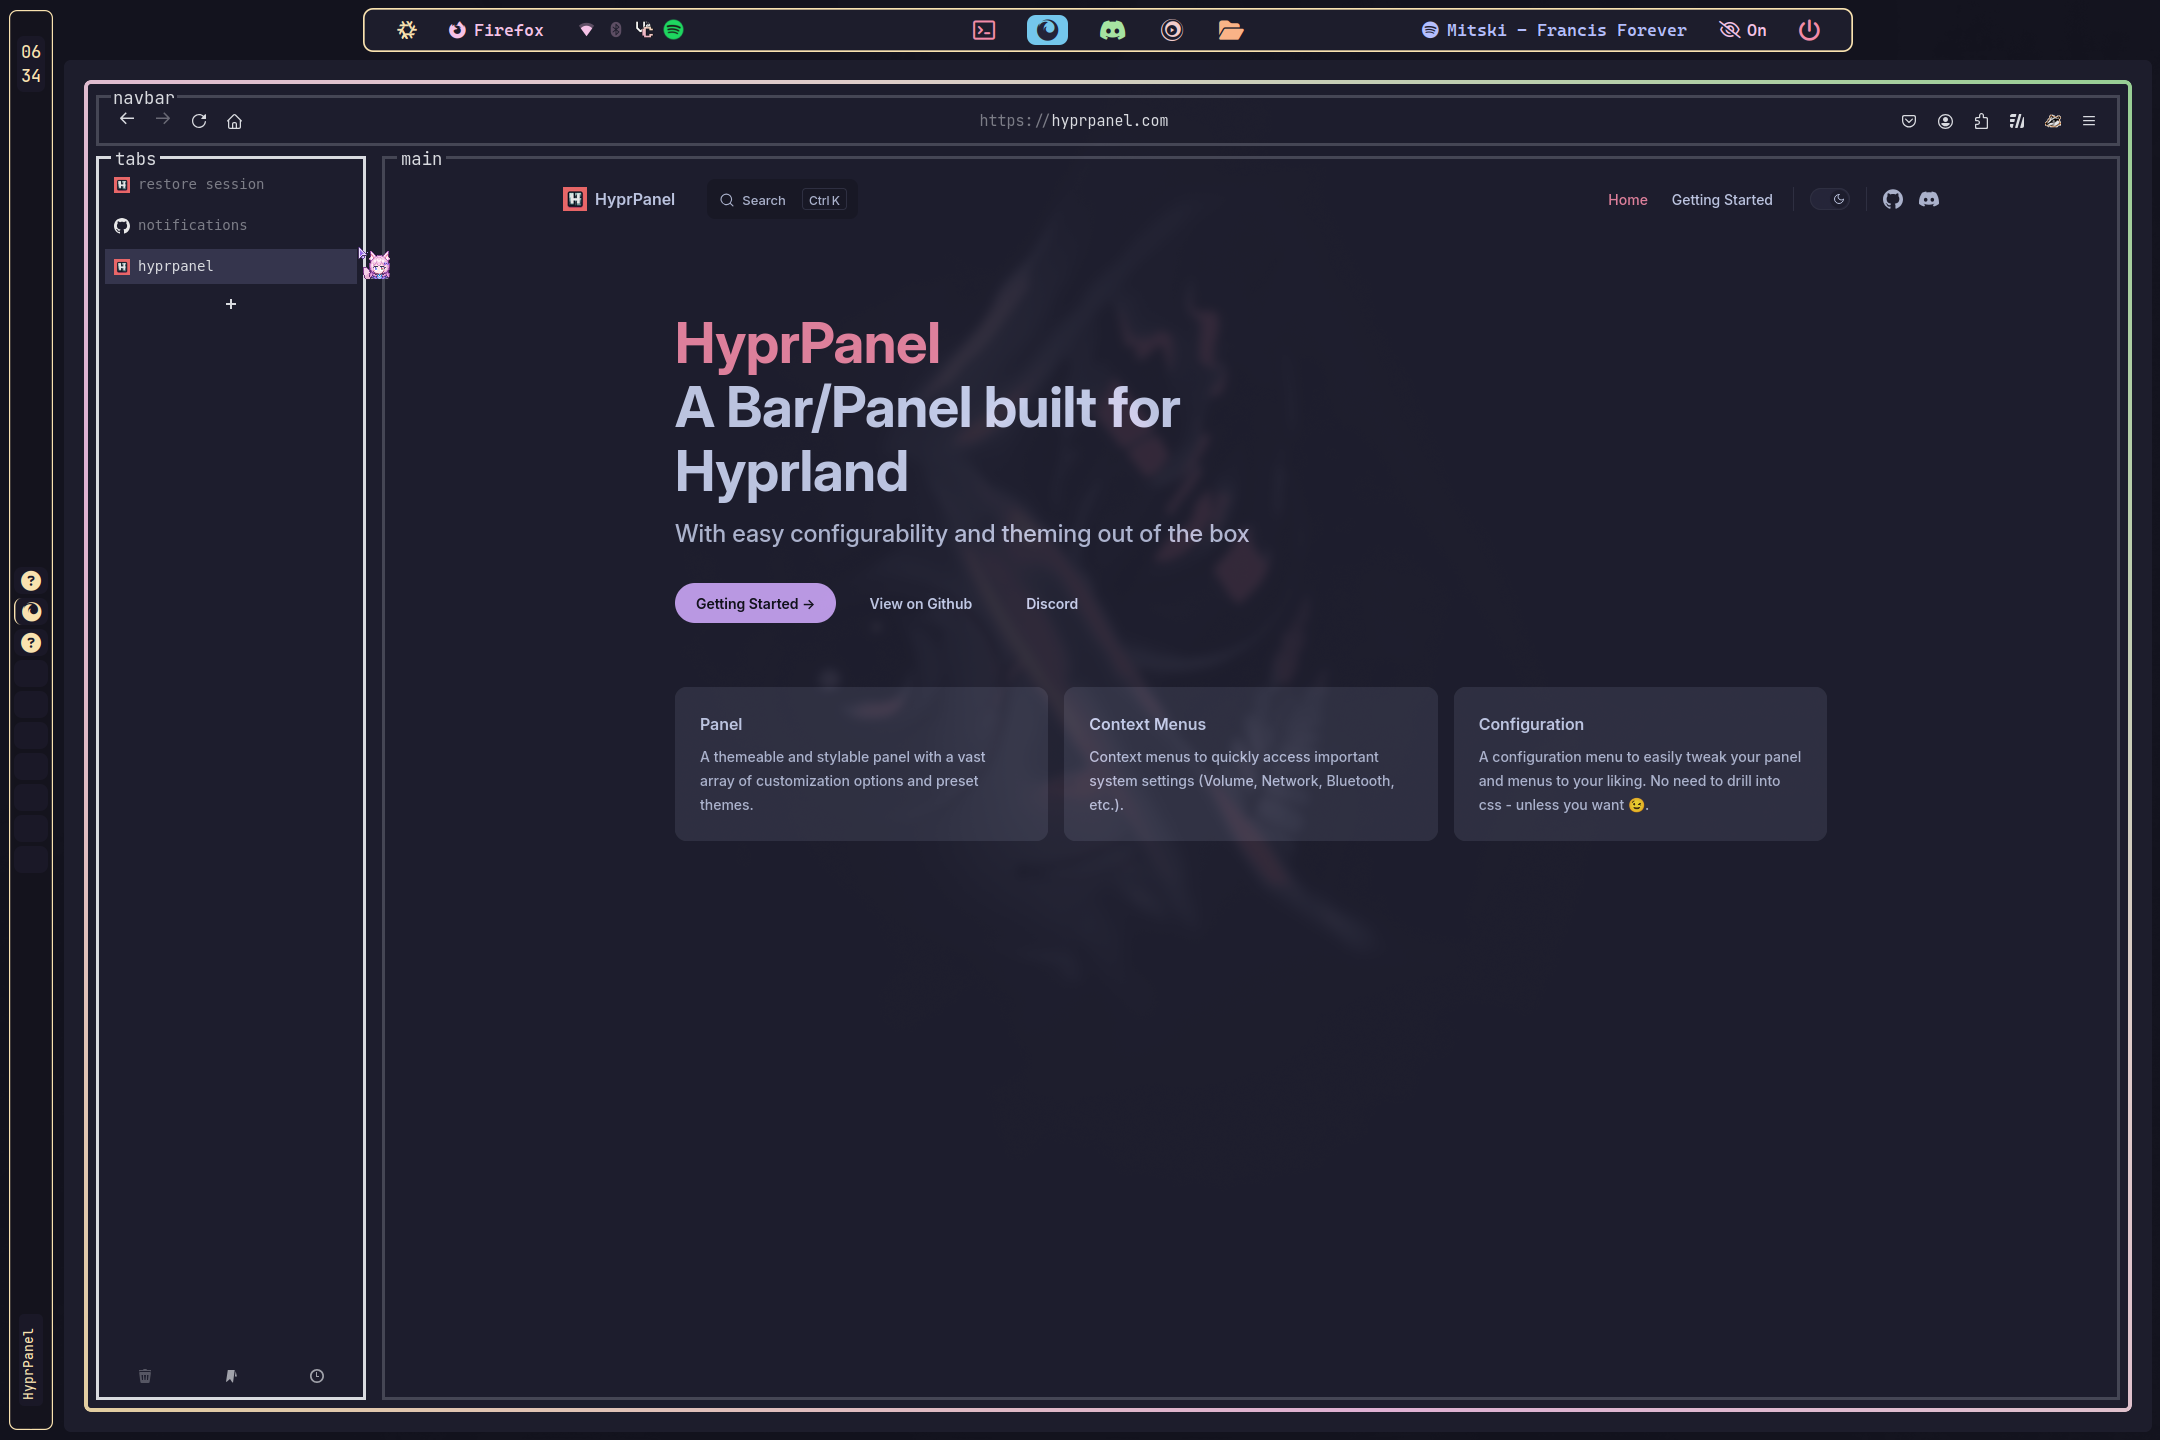 06
34
Firefox
Mitski - Francis Forever
On
navbar
https://hyprpanel.com
tabs
restore session
notifications
hyprpanel
+
main
HyprPanel
Search
Ctrl K
Home
Getting Started
HyprPanel
A Bar/Panel built for
Hyprland
With easy configurability and theming out of the box
Getting Started →
View on Github
Discord
Panel
A themeable and stylable panel with a vast
array of customization options and preset
themes.
Context Menus
Context menus to quickly access important
system settings (Volume, Network, Bluetooth,
etc.).
Configuration
A configuration menu to easily tweak your panel
and menus to your liking. No need to drill into
css - unless you want 😉.
?
?
HyprPanel